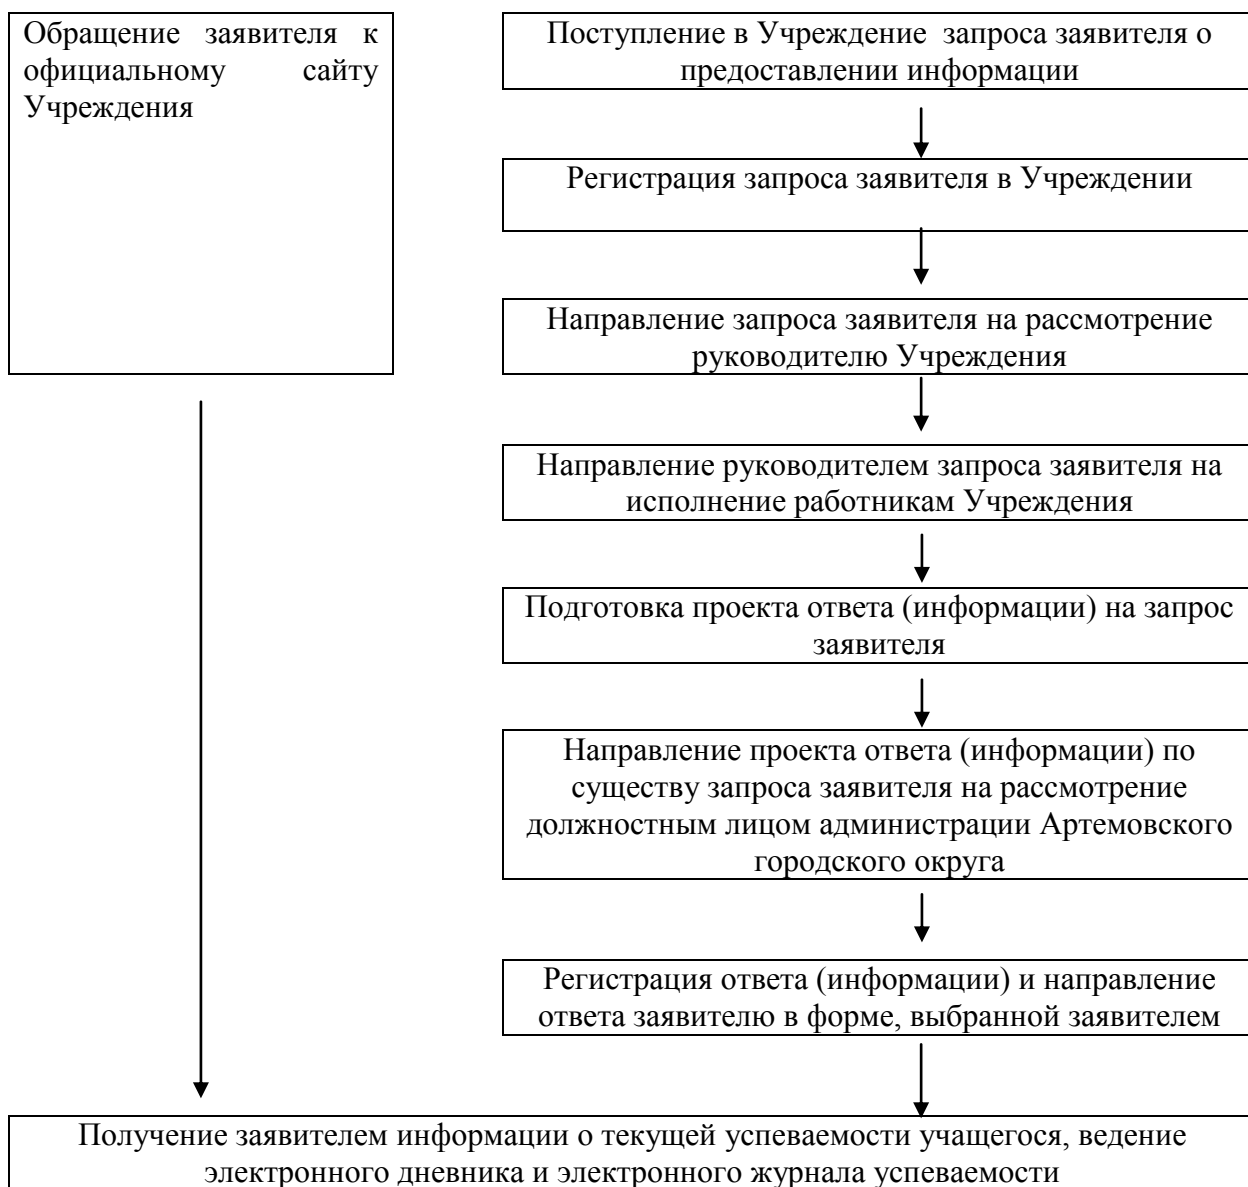 Обращение заявителя к
официальному сайту
Учреждения
Поступление в Учреждение запроса заявителя о
предоставлении информации
Регистрация запроса заявителя в Учреждении
Направление запроса заявителя на рассмотрение
руководителю Учреждения
Направление руководителем запроса заявителя на
исполнение работникам Учреждения
Подготовка проекта ответа (информации) на запрос
заявителя
Направление проекта ответа (информации) по
существу запроса заявителя на рассмотрение
должностным лицом администрации Артемовского
городского округа
Регистрация ответа (информации) и направление
ответа заявителю в форме, выбранной заявителем
Получение заявителем информации о текущей успеваемости учащегося, ведение
электронного дневника и электронного журнала успеваемости